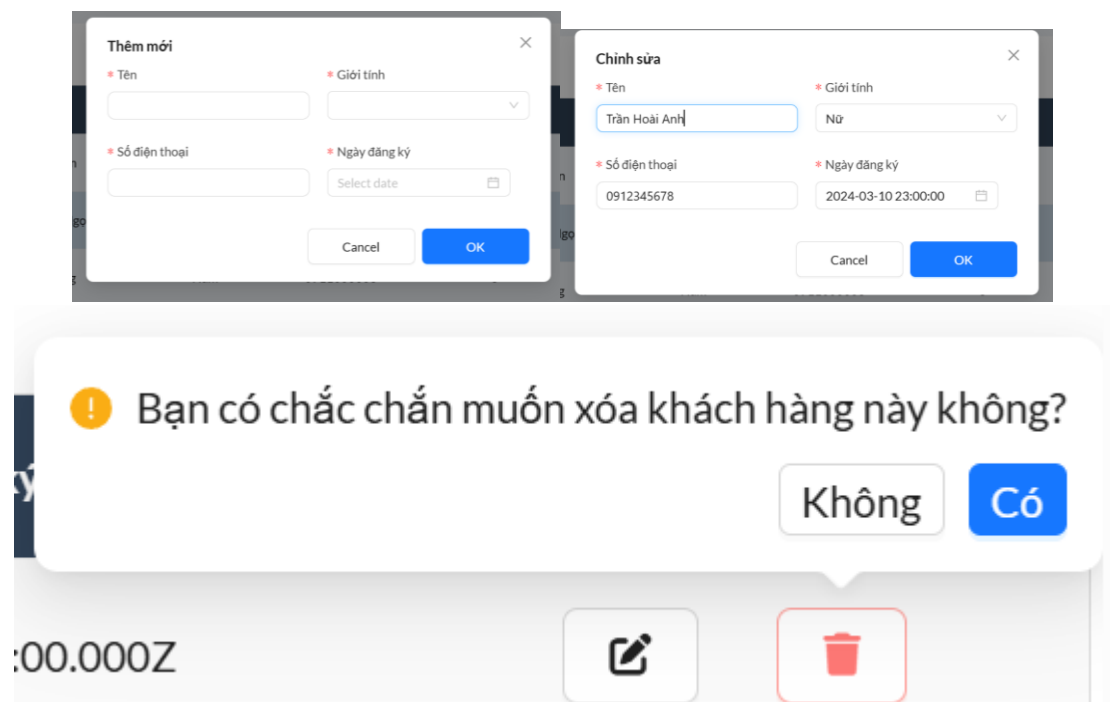 Thêm mới
* Tên
* Giới tính
* Số điện thoại
* Ngày đăng ký
Select date
Cancel
OK
Chỉnh sửa
* Tên
* Giới tính
Trần Hoài Anh
Nữ
* Số điện thoại
* Ngày đăng ký
0912345678
2024-03-10 23:00:00
Cancel
OK
Bạn có chắc chắn muốn xóa khách hàng này không?
Không
Có
ký
:00.000Z